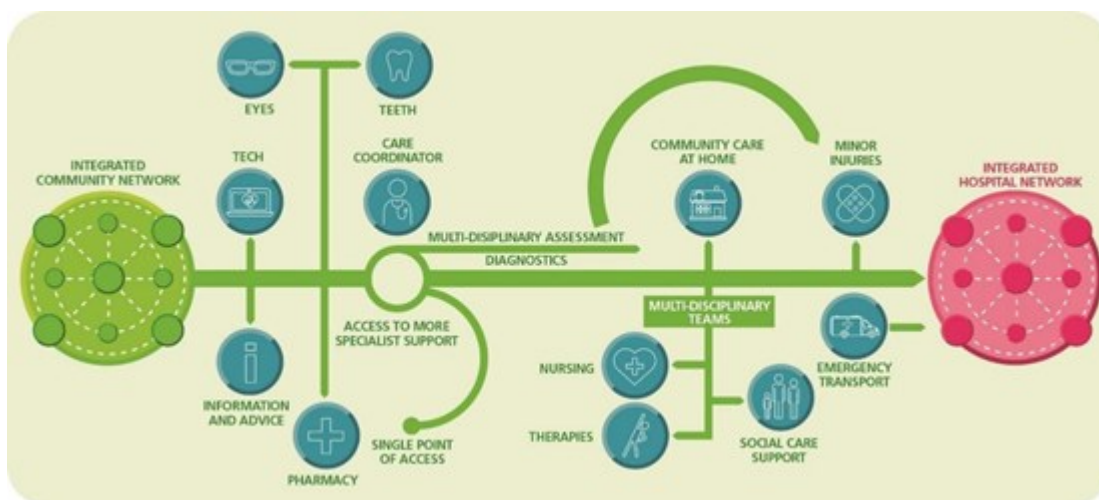 EYES
TEETH
TECH
CARE
COORDINATOR
COMMUNITY CARE
AT HOME
MINOR
INJURIES
INTEGRATED
COMMUNITY NETWORK
INTEGRATED
HOSPITAL NETWORK
MULTI-DISIPLINARY ASSESSMENT
DIAGNOSTICS
MULTI-DISCIPLINARY
TEAMS
ACCESS TO MORE
SPECIALIST SUPPORT
NURSING
EMERGENCY
TRANSPORT
INFORMATION
AND ADVICE
SINGLE POINT
OF ACCESS
THERAPIES
SOCIAL CARE
SUPPORT
PHARMACY